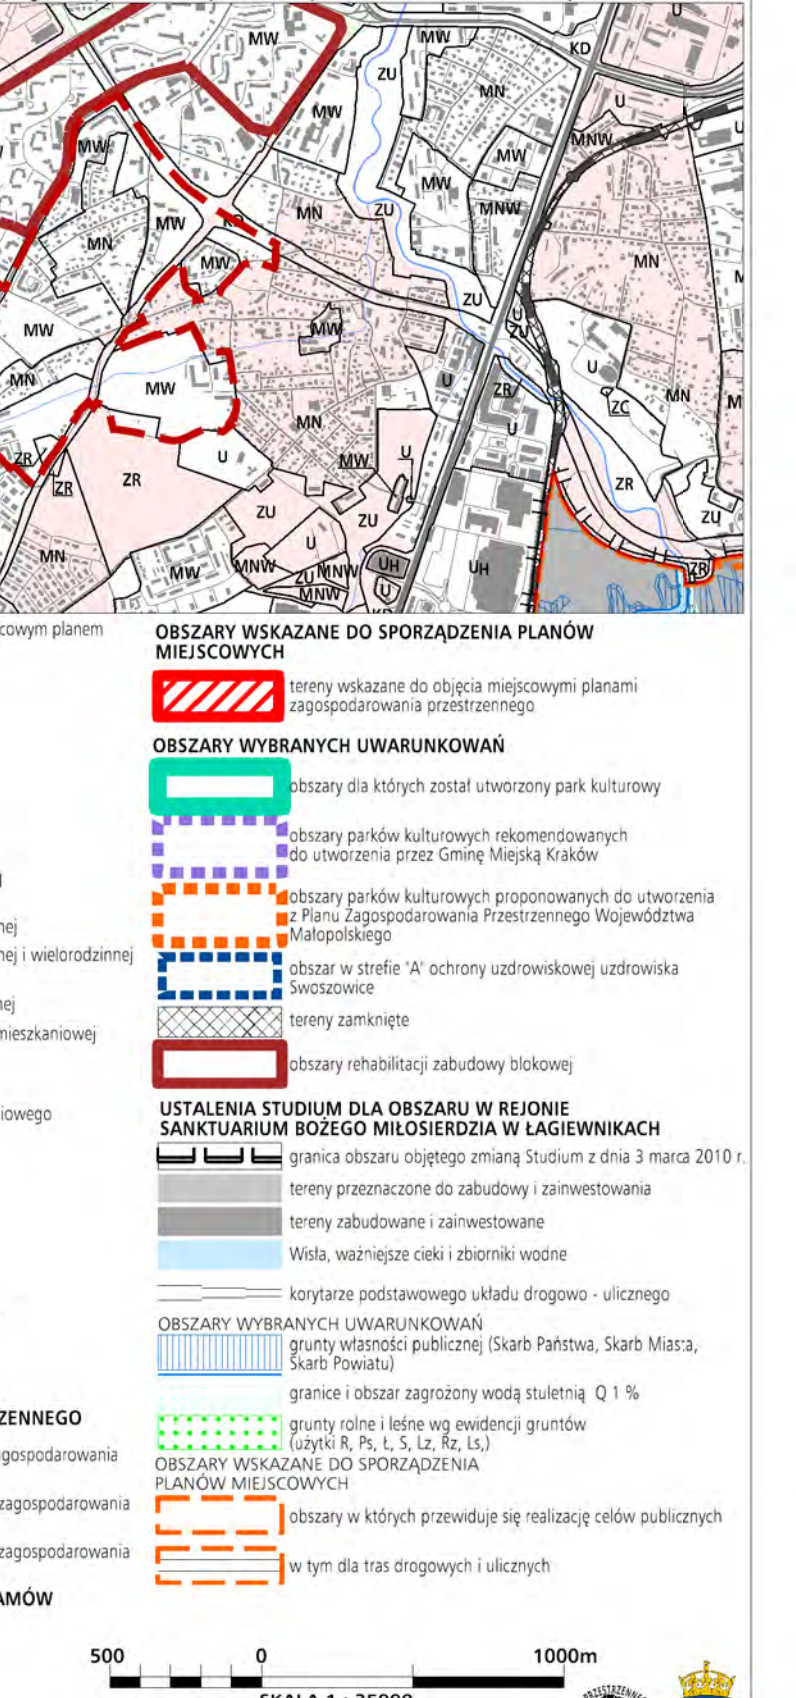 MW
U
MW
KD
ZU
MN
U
MW
MNW
U
MW
MW
MW
MNW
MN
ZU
MW
MN
MN
MW
ZU
MW
MW
U
ZU
U
MN
MW
ZR
ZC
MN
MN
U
ZR
MW
U
ZR
ZR
ZR
ZR
ZU
ZU
ZU
MN
U
MW
MNW
MNW
ZU
MNW
UH
U
UH
ZR
cowym planem
OBSZARY WSKAZANE DO SPORZĄDZENIA PLANÓW
MIEJSCOWYCH
tereny wskazane do objęcia miejscowymi planami
zagospodarowania przestrzennego
OBSZARY WYBRANYCH UWARUNKOWAŃ
obszary dla których został utworzony park kulturowy
obszary parków kulturowych rekomendowanych
do utworzenia przez Gminę Miejską Kraków
obszary parków kulturowych proponowanych do utworzenia
z Planu Zagospodarowania Przestrzennego Województwa
Małopolskiego
nej
nej i wielorodzinnej
obszar w strefie "A" ochrony uzdrowiskowej uzdrowiska
Swoszowice
nej
tereny zamknięte
mieszkaniowej
obszary rehabilitacji zabudowy blokowej
iowego
USTALENIA STUDIUM DLA OBSZARU W REJONIE
SANKTUARIUM BOŻEGO MIŁOSIERDZIA W ŁAGIEWNIKACH
granica obszaru objętego zmianą Studium z dnia 3 marca 2010 r.
tereny przeznaczone do zabudowy i zainwestowania
tereny zabudowane i zainwestowane
Wisła, ważniejsze cieki i zbiorniki wodne
korytarze podstawowego układu drogowo - ulicznego
OBSZARY WYBRANYCH UWARUNKOWAŃ
grunty własności publicznej (Skarb Państwa, Skarb Miasta,
Skarb Powiatu)
granice i obszar zagrożony wodą stuletnią Q 1 %
ZENNEGO
grunty rolne i leśne wg ewidencji gruntów
(użytki R, Ps, Ł, S, Lz, Rz, Ls,)
agospodarowania
OBSZARY WSKAZANE DO SPORZĄDZENIA
PLANÓW MIEJSCOWYCH
zagospodarowania
obszary w których przewiduje się realizację celów publicznych
zagospodarowania
w tym dla tras drogowych i ulicznych
AMÓW
500 0 1000m